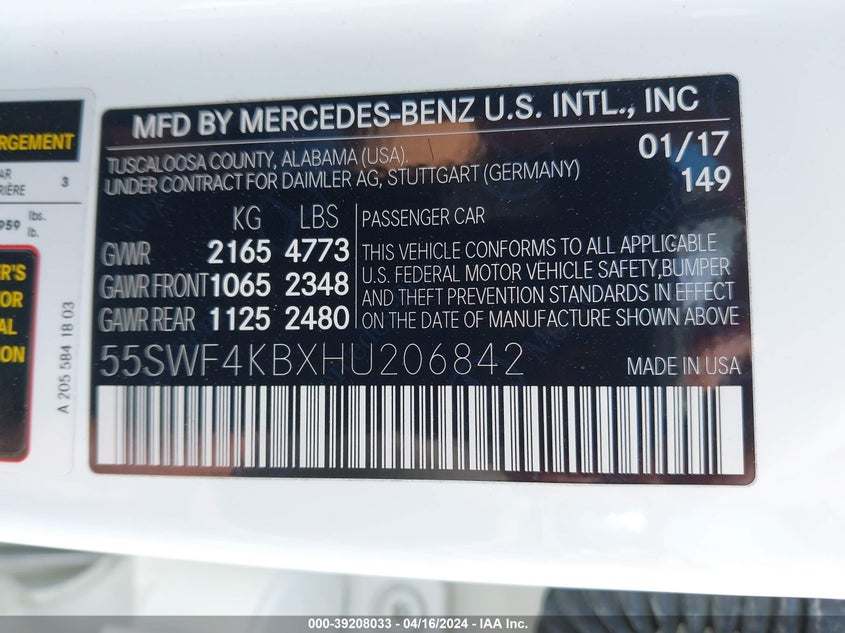 RGEMENT
AR
RIÈRE 3
959 lbs.
lb.
R'S
TOR
AL
ON
A 205 584 18 03
MFD BY MERCEDES-BENZ U.S. INTL., INC
TUSCALOOSA COUNTY, ALABAMA (USA).
UNDER CONTRACT FOR DAIMLER AG, STUTTGART (GERMANY)
01/17
149
KG LBS
GVWR 2165 4773
GAWR FRONT 1065 2348
GAWR REAR 1125 2480
PASSENGER CAR
THIS VEHICLE CONFORMS TO ALL APPLICABLE
U.S. FEDERAL MOTOR VEHICLE SAFETY,BUMPER
AND THEFT PREVENTION STANDARDS IN EFFECT
ON THE DATE OF MANUFACTURE SHOWN ABOVE
55SWF4KBXHU206842
MADE IN USA
000-39208033 - 04/16/2024 - IAA Inc.